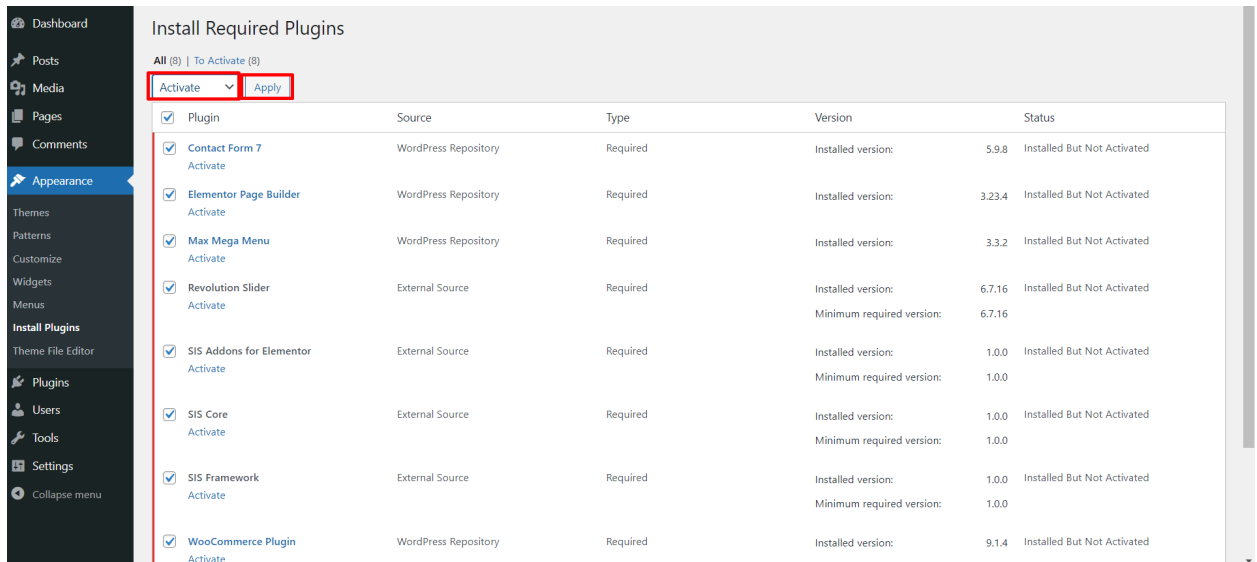 Dashboard
Posts
Media
Pages
Comments
Appearance
Themes
Patterns
Customize
Widgets
Menus
Install Plugins
Theme File Editor
Plugins
Users
Tools
Settings
Collapse menu
Install Required Plugins
All (8) | To Activate (8)
Activate Apply
Plugin Source Type Version Status
Contact Form 7 WordPress Repository Required Installed version: 5.9.8 Installed But Not Activated
Activate
Elementor Page Builder WordPress Repository Required Installed version: 3.23.4 Installed But Not Activated
Activate
Max Mega Menu WordPress Repository Required Installed version: 3.3.2 Installed But Not Activated
Activate
Revolution Slider External Source Required Installed version: 6.7.16 Installed But Not Activated
Activate Minimum required version: 6.7.16
SIS Addons for Elementor External Source Required Installed version: 1.0.0 Installed But Not Activated
Activate Minimum required version: 1.0.0
SIS Core External Source Required Installed version: 1.0.0 Installed But Not Activated
Activate Minimum required version: 1.0.0
SIS Framework External Source Required Installed version: 1.0.0 Installed But Not Activated
Activate Minimum required version: 1.0.0
WooCommerce Plugin WordPress Repository Required Installed version: 9.1.4 Installed But Not Activated
Activate